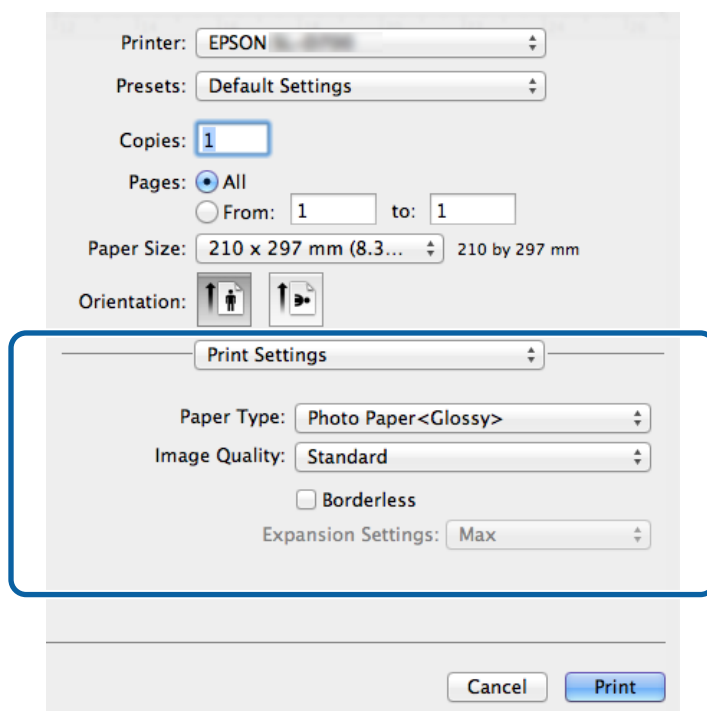 Printer: EPSON
Presets: Default Settings
Copies: 1
Pages: All
From: 1 to: 1
Paper Size: 210 x 297 mm (8.3... 210 by 297 mm
Orientation:
Print Settings
Paper Type: Photo Paper<Glossy>
Image Quality: Standard
Borderless
Expansion Settings: Max
Cancel Print